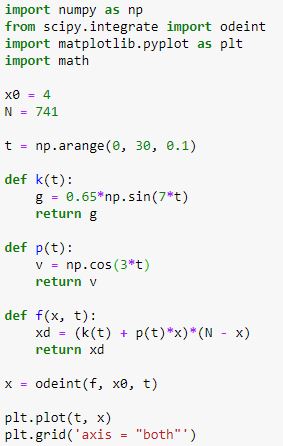 import numpy as np
from scipy.integrate import odeint
import matplotlib.pyplot as plt
import math
x0 = 4
N = 741
t = np.arange(0, 30, 0.1)
def k(t):
    g = 0.65*np.sin(7*t)
    return g
def p(t):
    v = np.cos(3*t)
    return v
def f(x, t):
    xd = (k(t) + p(t)*x)*(N - x)
    return xd
x = odeint(f, x0, t)
plt.plot(t, x)
plt.grid('axis = "both"')